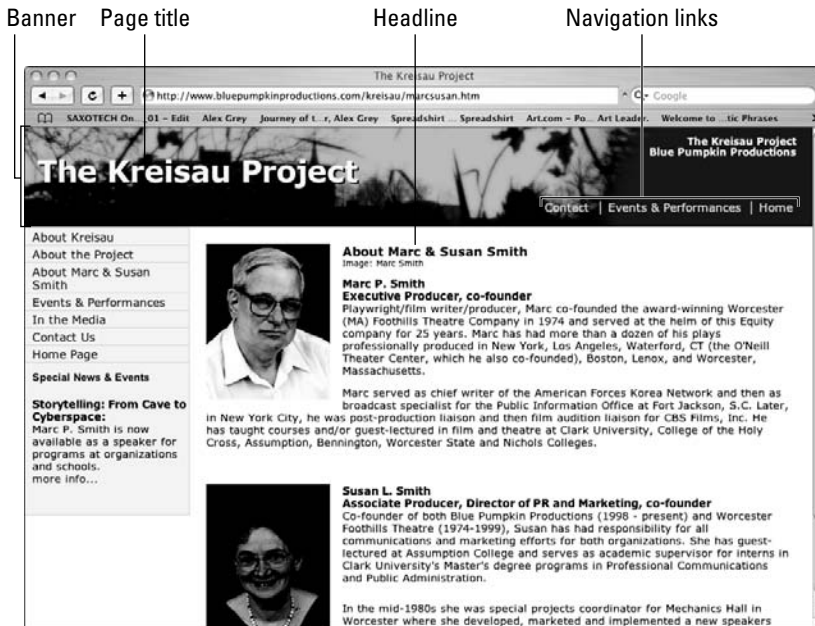 Banner Page title Headline Navigation links
The Kreisau Project
http://www.bluepumpkinproductions.com/kreisau/marcsusan.htm
Google
SAXOTECH On... 01 – Edit Alex Grey Journey of t...r, Alex Grey Spreadshirt ... Spreadshirt Art.com – Po... Art Leader. Welcome to ...tic Phrases
The Kreisau Project
Blue Pumpkin Productions
The Kreisau Project
Contact | Events & Performances | Home
About Kreisau
About the Project
About Marc & Susan
Smith
Events & Performances
In the Media
Contact Us
Home Page
Special News & Events
Storytelling: From Cave to
Cyberspace:
Marc P. Smith is now
available as a speaker for
programs at organizations
and schools.
more info...
About Marc & Susan Smith
Image: Marc Smith
Marc P. Smith
Executive Producer, co-founder
Playwright/film writer/producer, Marc co-founded the award-winning Worcester
(MA) Foothills Theatre Company in 1974 and served at the helm of this Equity
company for 25 years. Marc has had more than a dozen of his plays
professionally produced in New York, Los Angeles, Waterford, CT (the O'Neill
Theater Center, which he also co-founded), Boston, Lenox, and Worcester,
Massachusetts.
Marc served as chief writer of the American Forces Korea Network and then as
broadcast specialist for the Public Information Office at Fort Jackson, S.C. Later,
in New York City, he was post-production liaison and then film audition liaison for CBS Films, Inc. He
has taught courses and/or guest-lectured in film and theatre at Clark University, College of the Holy
Cross, Assumption, Bennington, Worcester State and Nichols Colleges.
Susan L. Smith
Associate Producer, Director of PR and Marketing, co-founder
Co-founder of both Blue Pumpkin Productions (1998 - present) and Worcester
Foothills Theatre (1974-1999), Susan has had responsibility for all
communications and marketing efforts for both organizations. She has guest-
lectured at Assumption College and serves as academic supervisor for interns in
Clark University's Master's degree programs in Professional Communications
and Public Administration.
In the mid-1980s she was special projects coordinator for Mechanics Hall in
Worcester where she developed, marketed and implemented a new speakers